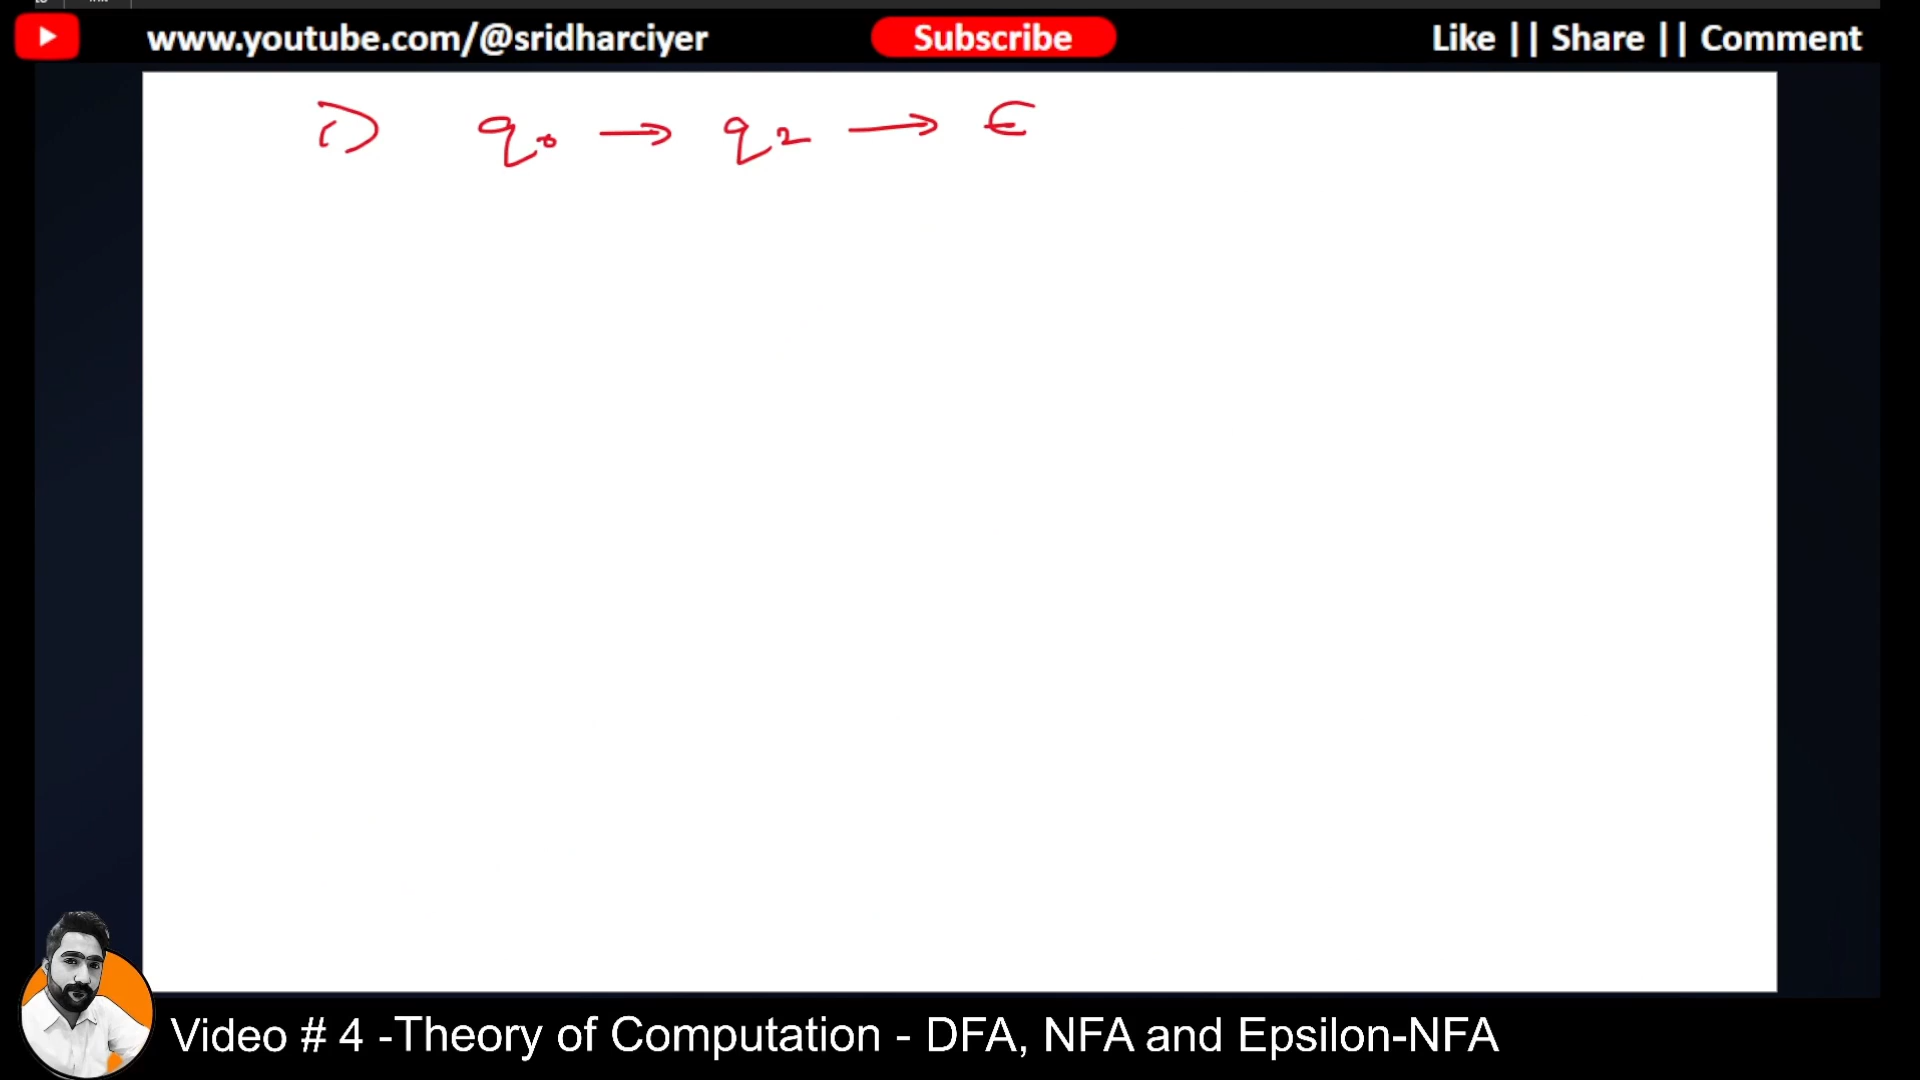 www.youtube.com/@sridharciyer Subscribe Like || Share || Comment
i) q₀ → q₂ → ∈
Video # 4 -Theory of Computation - DFA, NFA and Epsilon-NFA